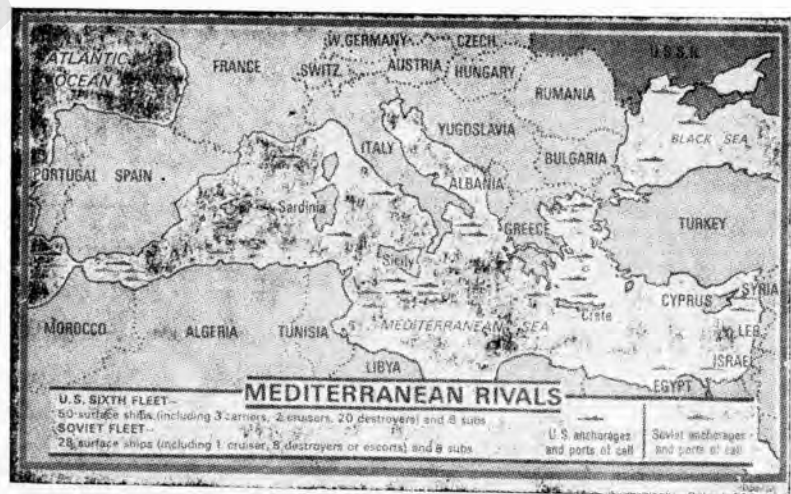 ATLANTIC
OCEAN
FRANCE
W. GERMANY
CZECH.
SWITZ.
AUSTRIA
HUNGARY
U.S.S.R.
RUMANIA
YUGOSLAVIA
ITALY
BLACK SEA
BULGARIA
PORTUGAL
SPAIN
ALBANIA
Sardinia
GREECE
TURKEY
Sicily
CYPRUS
SYRIA
Crete
LEB.
MOROCCO
ALGERIA
TUNISIA
MEDITERRANEAN SEA
ISRAEL
LIBYA
EGYPT
MEDITERRANEAN RIVALS
U.S. SIXTH FLEET—
50 surface ships (including 3 carriers, 2 cruisers, 20 destroyers) and 8 subs
SOVIET FLEET—
28 surface ships (including 1 cruiser, 8 destroyers or escorts) and 8 subs
U.S. anchorages
and ports of call
Soviet anchorages
and ports of call